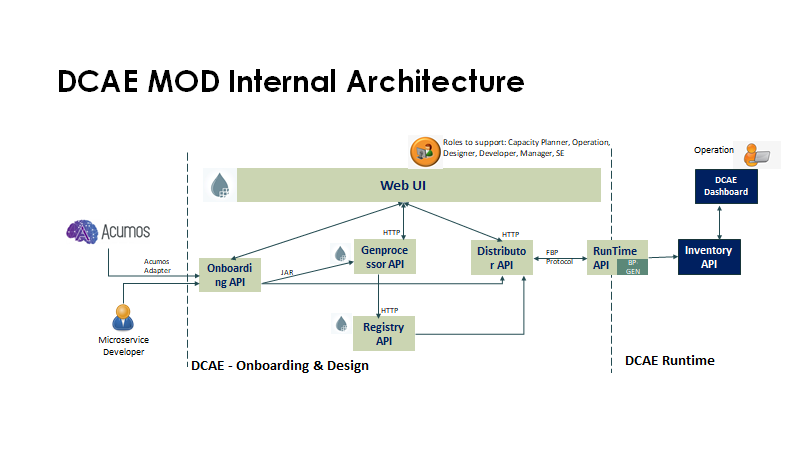 DCAE MOD Internal Architecture
Roles to support: Capacity Planner, Operation,
Designer, Developer, Manager, SE
Operation
Web UI
DCAE
Dashboard
Acumos
HTTP
HTTP
Acumos
Adapter
Onboardi
ng API
JAR
Genproce
ssor API
Distributo
r API
FBP
Protocol
RunTime
API
BP
GEN
Inventory
API
HTTP
Registry
API
Microservice
Developer
DCAE - Onboarding & Design
DCAE Runtime